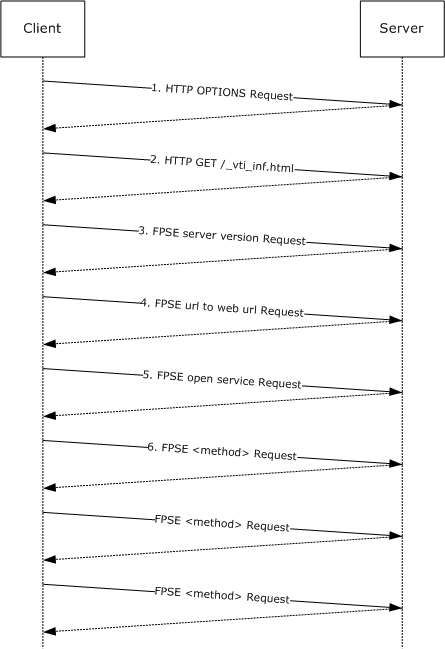 Client
Server
1. HTTP OPTIONS Request
2. HTTP GET /_vti_inf.html
3. FPSE server version Request
4. FPSE url to web url Request
5. FPSE open service Request
6. FPSE <method> Request
FPSE <method> Request
FPSE <method> Request